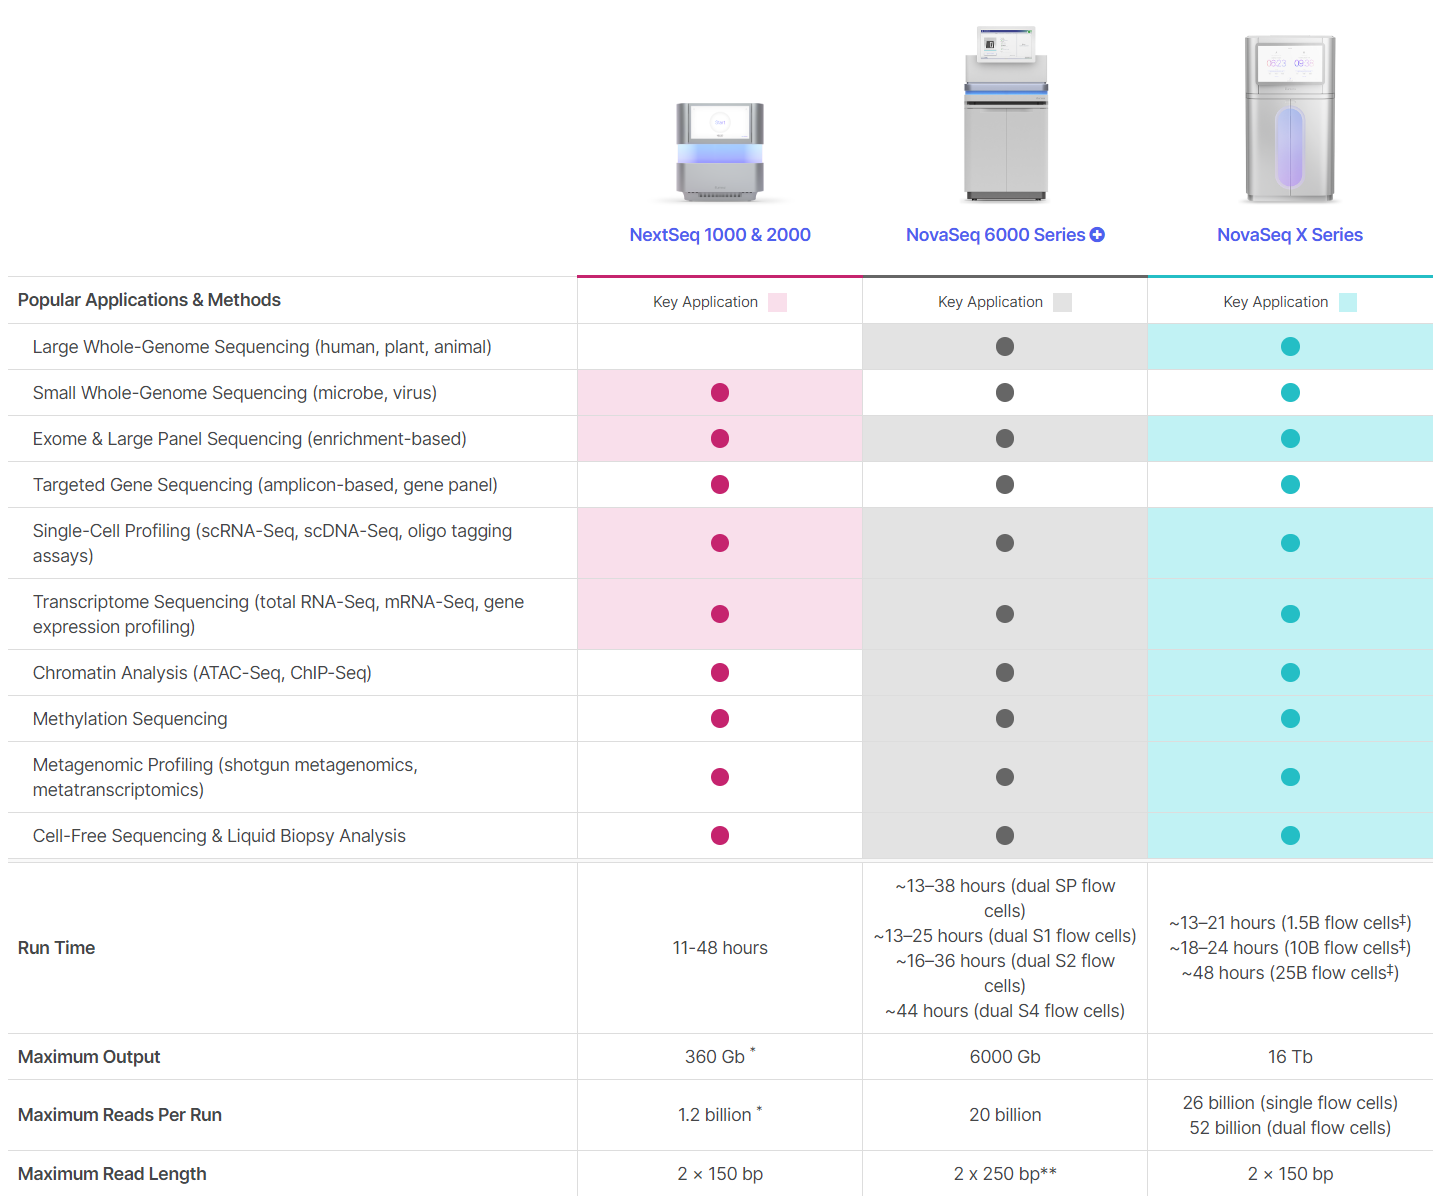 NextSeq 1000 & 2000
NovaSeq 6000 Series
NovaSeq X Series
Popular Applications & Methods
Key Application
Key Application
Key Application
Large Whole-Genome Sequencing (human, plant, animal)
Small Whole-Genome Sequencing (microbe, virus)
Exome & Large Panel Sequencing (enrichment-based)
Targeted Gene Sequencing (amplicon-based, gene panel)
Single-Cell Profiling (scRNA-Seq, scDNA-Seq, oligo tagging
assays)
Transcriptome Sequencing (total RNA-Seq, mRNA-Seq, gene
expression profiling)
Chromatin Analysis (ATAC-Seq, ChIP-Seq)
Methylation Sequencing
Metagenomic Profiling (shotgun metagenomics,
metatranscriptomics)
Cell-Free Sequencing & Liquid Biopsy Analysis
Run Time
11-48 hours
~13–38 hours (dual SP flow
cells)
~13–25 hours (dual S1 flow cells)
~16–36 hours (dual S2 flow
cells)
~44 hours (dual S4 flow cells)
~13–21 hours (1.5B flow cells‡)
~18–24 hours (10B flow cells‡)
~48 hours (25B flow cells‡)
Maximum Output
360 Gb *
6000 Gb
16 Tb
Maximum Reads Per Run
1.2 billion *
20 billion
26 billion (single flow cells)
52 billion (dual flow cells)
Maximum Read Length
2 × 150 bp
2 x 250 bp**
2 × 150 bp